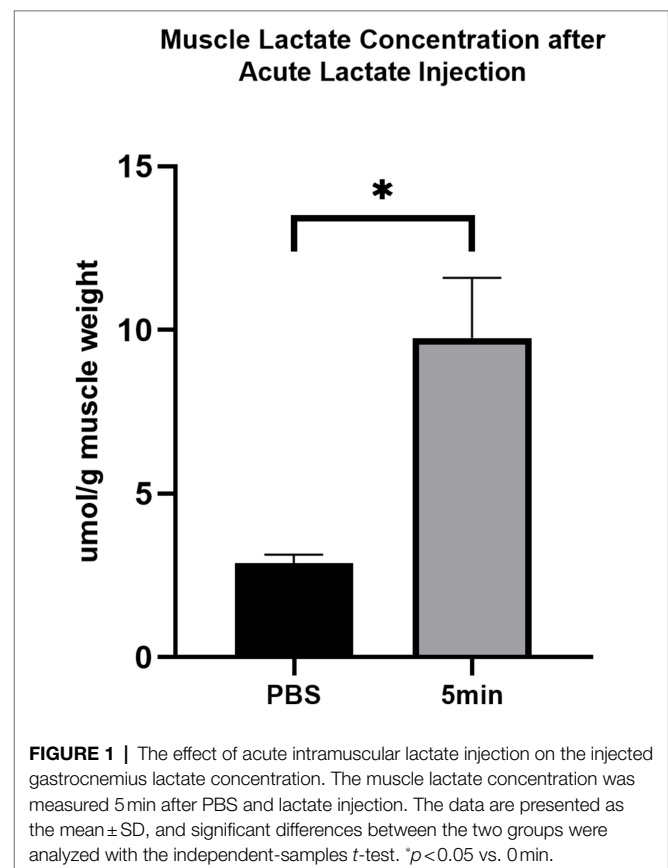 Muscle Lactate Concentration after
Acute Lactate Injection
*
15
10
5
0
umol/g muscle weight
PBS
5min
FIGURE 1 | The effect of acute intramuscular lactate injection on the injected
gastrocnemius lactate concentration. The muscle lactate concentration was
measured 5 min after PBS and lactate injection. The data are presented as
the mean ± SD, and significant differences between the two groups were
analyzed with the independent-samples t-test. *p < 0.05 vs. 0 min.